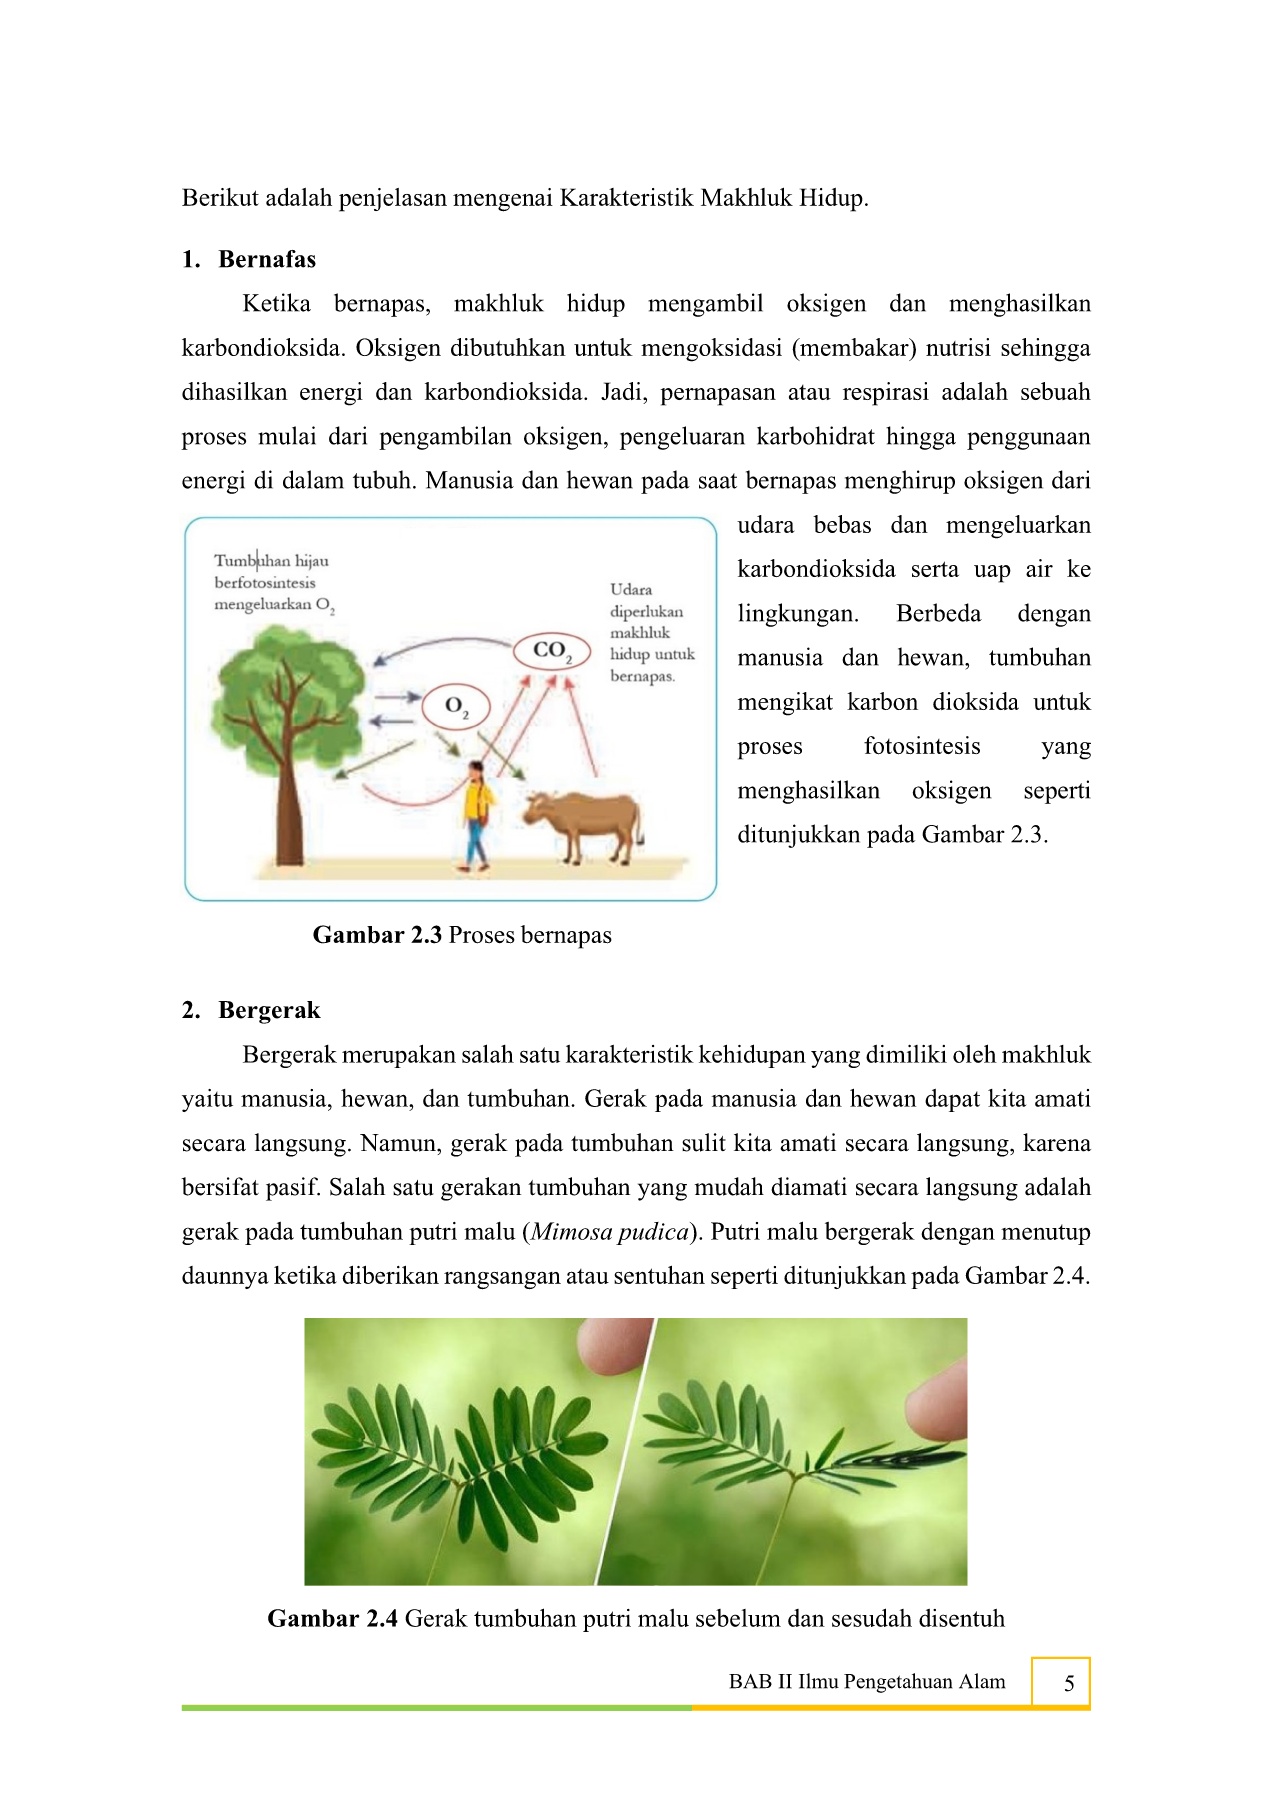 Berikut adalah penjelasan mengenai Karakteristik Makhluk Hidup.
1. Bernafas
Ketika bernapas, makhluk hidup mengambil oksigen dan menghasilkan
karbondioksida. Oksigen dibutuhkan untuk mengoksidasi (membakar) nutrisi sehingga
dihasilkan energi dan karbondioksida. Jadi, pernapasan atau respirasi adalah sebuah
proses mulai dari pengambilan oksigen, pengeluaran karbohidrat hingga penggunaan
energi di dalam tubuh. Manusia dan hewan pada saat bernapas menghirup oksigen dari
udara bebas dan mengeluarkan
karbondioksida serta uap air ke
lingkungan. Berbeda dengan
manusia dan hewan, tumbuhan
mengikat karbon dioksida untuk
proses fotosintesis yang
menghasilkan oksigen seperti
ditunjukkan pada Gambar 2.3.
Tumbuhan hijau
berfotosintesis
mengeluarkan O₂
Udara
diperlukan
makhluk
hidup untuk
bernapas.
CO₂
O₂
Gambar 2.3 Proses bernapas
2. Bergerak
Bergerak merupakan salah satu karakteristik kehidupan yang dimiliki oleh makhluk
yaitu manusia, hewan, dan tumbuhan. Gerak pada manusia dan hewan dapat kita amati
secara langsung. Namun, gerak pada tumbuhan sulit kita amati secara langsung, karena
bersifat pasif. Salah satu gerakan tumbuhan yang mudah diamati secara langsung adalah
gerak pada tumbuhan putri malu (Mimosa pudica). Putri malu bergerak dengan menutup
daunnya ketika diberikan rangsangan atau sentuhan seperti ditunjukkan pada Gambar 2.4.
Gambar 2.4 Gerak tumbuhan putri malu sebelum dan sesudah disentuh
BAB II Ilmu Pengetahuan Alam 5